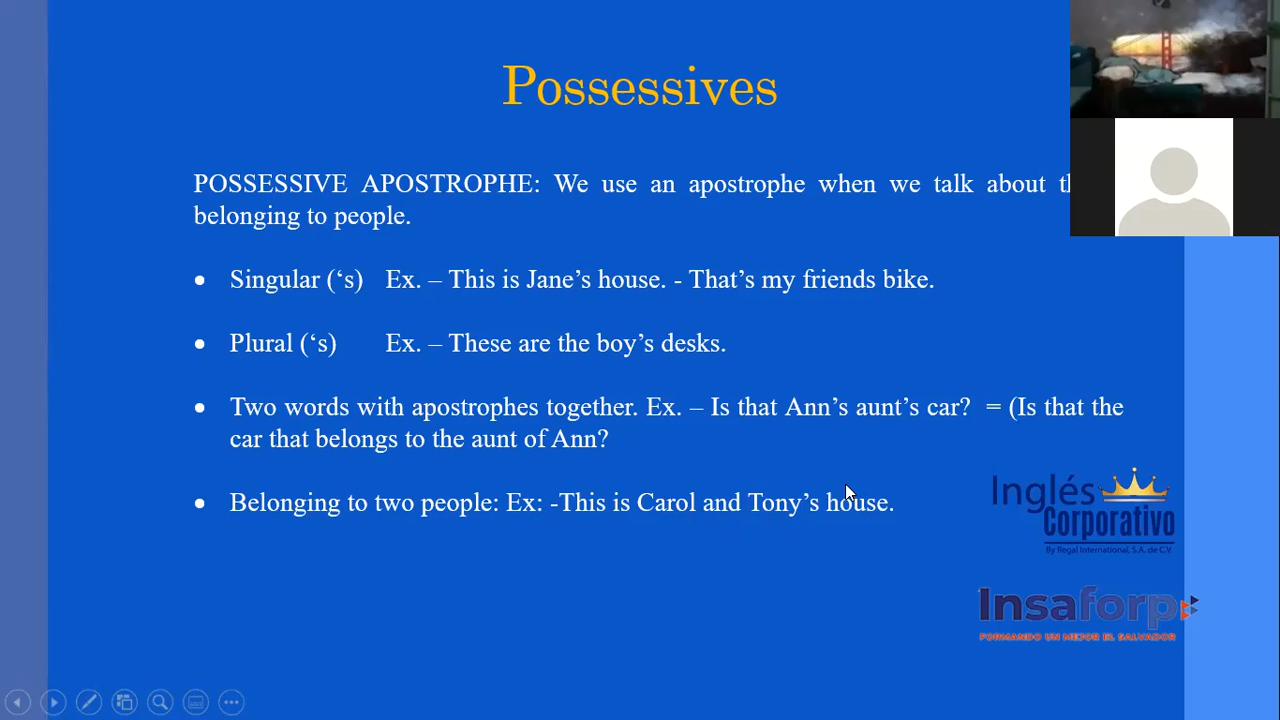 Possessives
POSSESSIVE APOSTROPHE: We use an apostrophe when we talk about
belonging to people.
• Singular (‘s) Ex. – This is Jane’s house. - That’s my friends bike.
• Plural (‘s) Ex. – These are the boy’s desks.
• Two words with apostrophes together. Ex. – Is that Ann’s aunt’s car? = (Is that the
car that belongs to the aunt of Ann?
• Belonging to two people: Ex: -This is Carol and Tony’s house.
Inglés
Corporativo
By Regal International, S.A. de C.V.
Insaforp
FORMANDO UN MEJOR EL SALVADOR